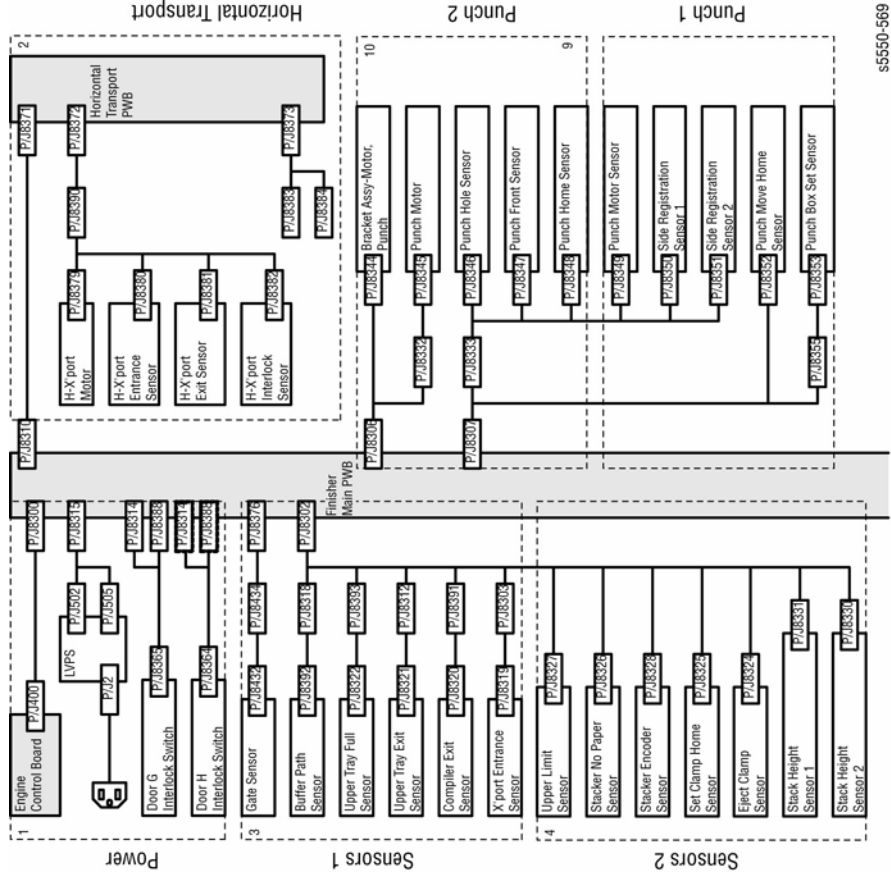 Power
1
Engine
Control Board
P/J400
P/J8300
LVPS
P/J502
P/J505
P/J8315
P/J2
P/J8314
P/J8388
P/J8314
P/J8388
Door G
Interlock Switch
P/J8365
Door H
Interlock Switch
P/J8364
Sensors 1
3
Gate Sensor
P/J8432
P/J8434
P/J8376
Buffer Path
Sensor
P/J8392
P/J8318
P/J8302
Upper Tray Full
Sensor
P/J8322
P/J8393
Upper Tray Exit
Sensor
P/J8321
P/J8312
Compiler Exit
Sensor
P/J8320
P/J8391
X'port Entrance
Sensor
P/J8319
P/J8303
Sensors 2
4
Upper Limit
Sensor
P/J8327
Stacker No Paper
Sensor
P/J8326
Stacker Encoder
Sensor
P/J8328
Set Clamp Home
Sensor
P/J8325
Eject Clamp
Sensor
P/J8324
Stack Height
Sensor 1
P/J8331
Stack Height
Sensor 2
P/J8330
Finisher
Main PWB
Horizontal Transport
2
P/J8310
P/J8371
Horizontal
Transport
PWB
P/J8372
P/J8390
P/J8373
P/J8383
P/J8384
H-X'port
Motor
P/J8379
H-X'port
Entrance
Sensor
P/J8380
H-X'port
Exit Sensor
P/J8381
H-X'port
Interlock
Sensor
P/J8382
Punch 2
10
9
P/J8306
P/J8344
Bracket Assy-Motor,
Punch
P/J8332
P/J8345
Punch Motor
P/J8307
P/J8333
P/J8346
Punch Hole Sensor
P/J8347
Punch Front Sensor
P/J8348
Punch Home Sensor
Punch 1
P/J8349
Punch Motor Sensor
P/J8350
Side Registration
Sensor 1
P/J8351
Side Registration
Sensor 2
P/J8352
Punch Move Home
Sensor
P/J8355
P/J8353
Punch Box Set Sensor
s5550-569